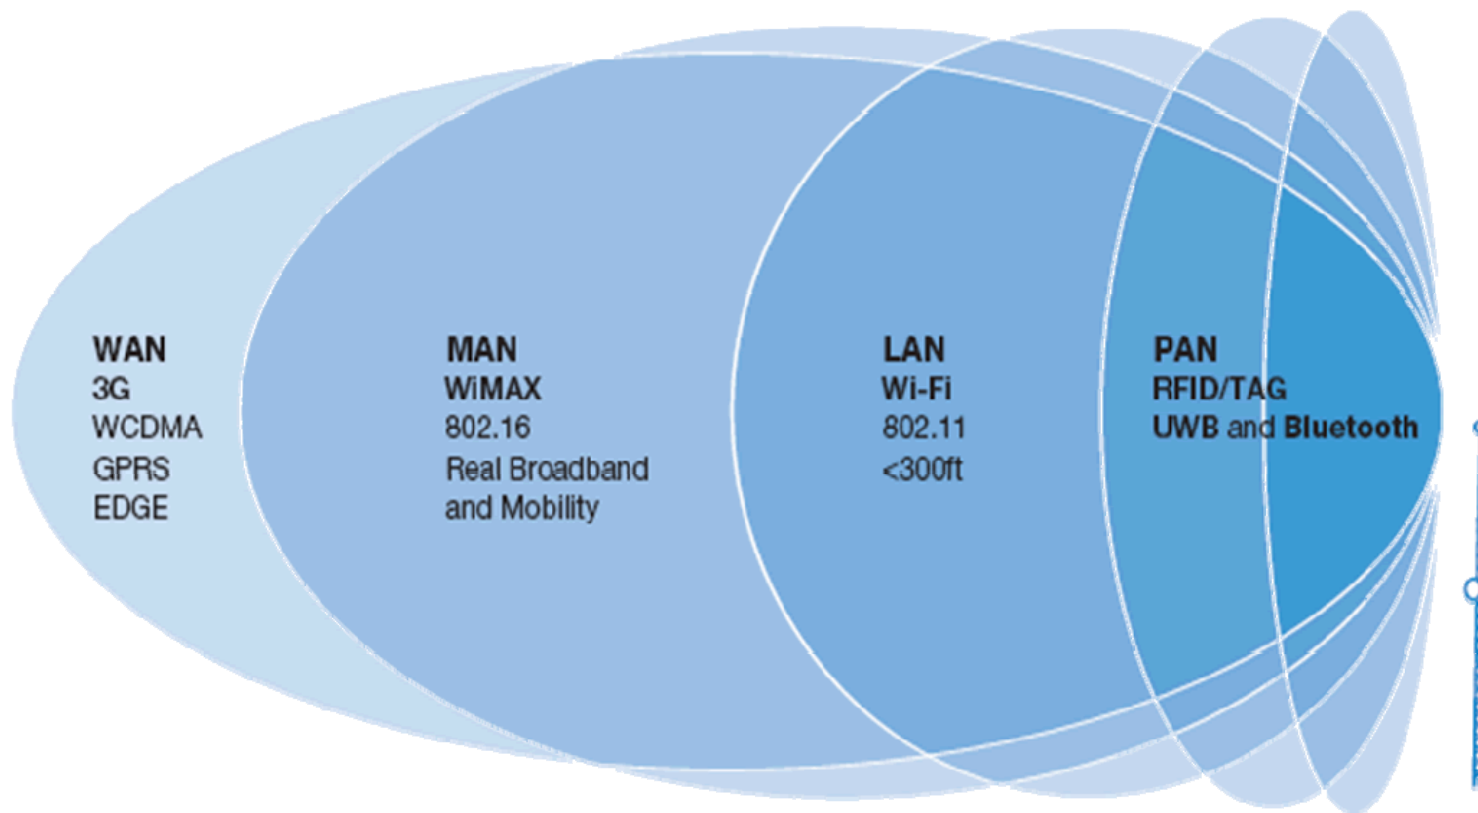 WAN
3G
WCDMA
GPRS
EDGE
MAN
WiMAX
802.16
Real Broadband
and Mobility
LAN
Wi-Fi
802.11
<300ft
PAN
RFID/TAG
UWB and Bluetooth